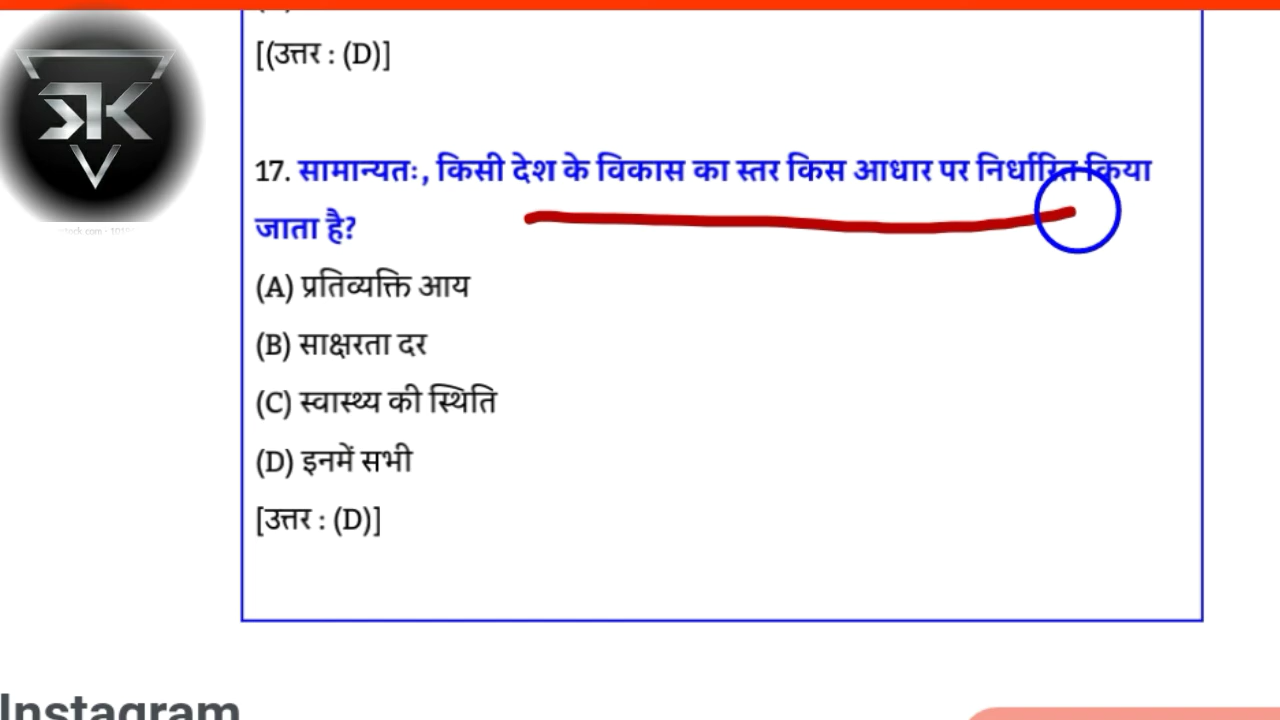 [(उत्तर : (D)]
17. सामान्यतः, किसी देश के विकास का स्तर किस आधार पर निर्धारित किया
जाता है?
(A) प्रतिव्यक्ति आय
(B) साक्षरता दर
(C) स्वास्थ्य की स्थिति
(D) इनमें सभी
[उत्तर : (D)]
Instagram